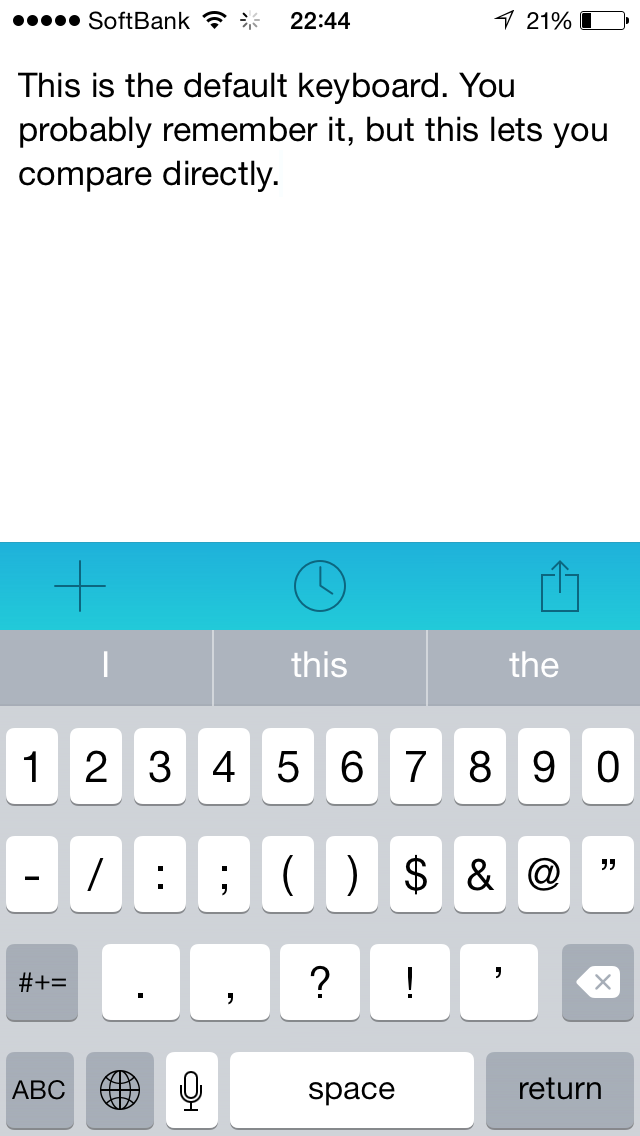 SoftBank 22:44 21%
This is the default keyboard. You
probably remember it, but this lets you
compare directly.
I this the
1 2 3 4 5 6 7 8 9 0
- / : ; ( ) $ & @ ”
#+= . , ? ! ’
ABC space return